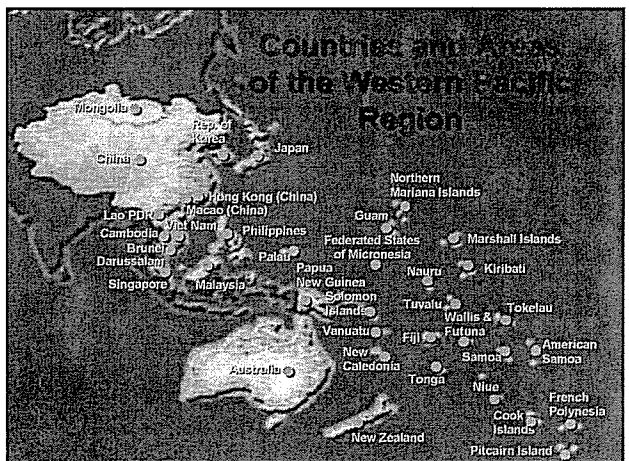 Countries and Areas
of the Western Pacific
Region
Mongolia
Rep. of
Korea
Japan
China
Northern
Mariana Islands
Hong Kong (China)
Macao (China)
Lao PDR
Guam
Viet Nam
Philippines
Cambodia
Federated States
of Micronesia
Marshall Islands
Brunei
Darussalam
Palau
Kiribati
Papua
New Guinea
Nauru
Singapore
Malaysia
Solomon
Islands
Tuvalu
Wallis &
Futuna
Tokelau
Vanuatu
Fiji
American
Samoa
Samoa
New
Caledonia
Australia
Tonga
Niue
French
Polynesia
Cook
Islands
New Zealand
Pitcairn Island